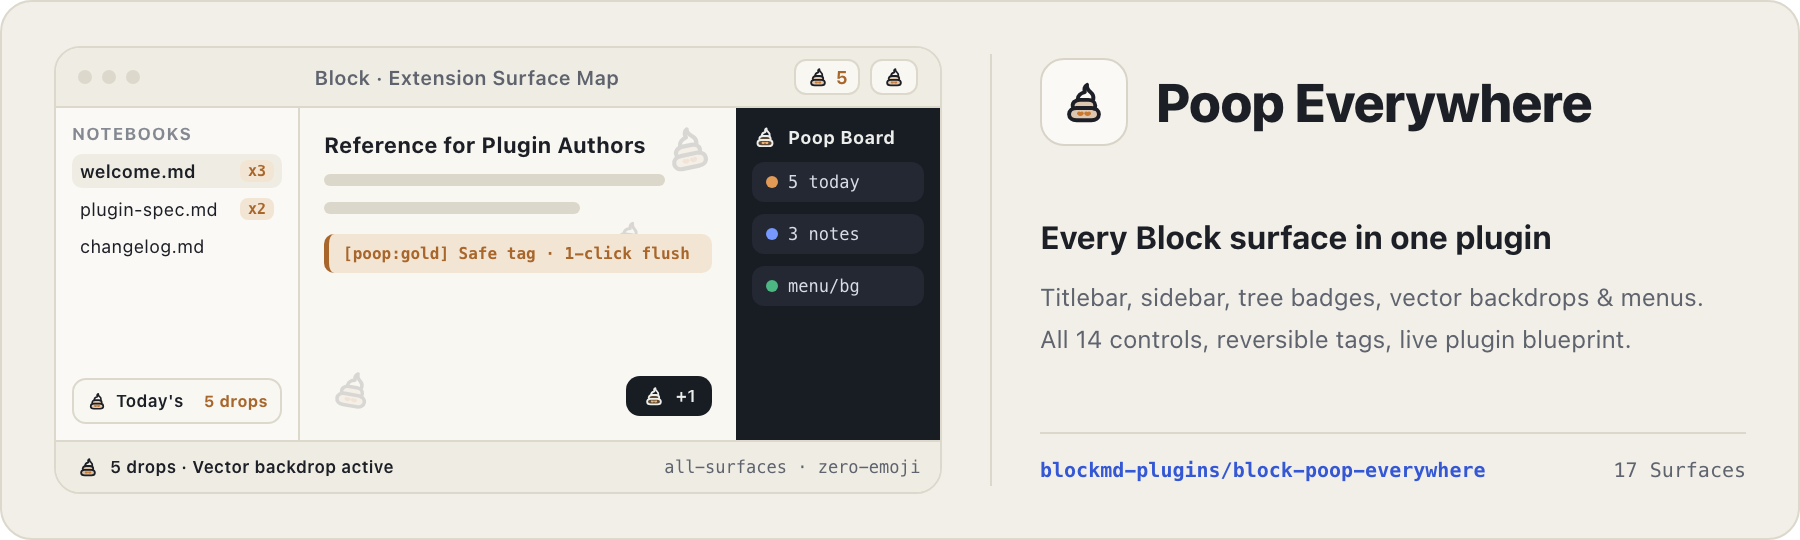 Block · Extension Surface Map
5
NOTEBOOKS
welcome.md x3
plugin-spec.md x2
changelog.md
Today's 5 drops
Reference for Plugin Authors
[poop:gold] Safe tag · 1-click flush
+1
Poop Board
5 today
3 notes
menu/bg
5 drops · Vector backdrop active
all-surfaces · zero-emoji
Poop Everywhere
Every Block surface in one plugin
Titlebar, sidebar, tree badges, vector backdrops & menus.
All 14 controls, reversible tags, live plugin blueprint.
blockmd-plugins/block-poop-everywhere
17 Surfaces